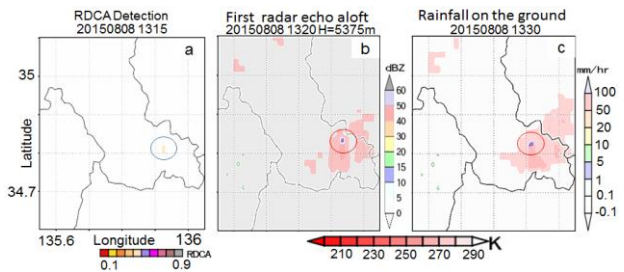 RDCA Detection
20150808 1315
a
35
34.7
Latitude
135.6
Longitude
136
RDCA
0.1
0.9
First radar echo aloft
20150808 1320 H=5375m
b
dBZ
60
50
40
30
20
15
10
5
0
Rainfall on the ground
20150808 1330
c
mm/hr
100
50
20
10
5
1
0.1
-0.1
210 230 250 270 290
K